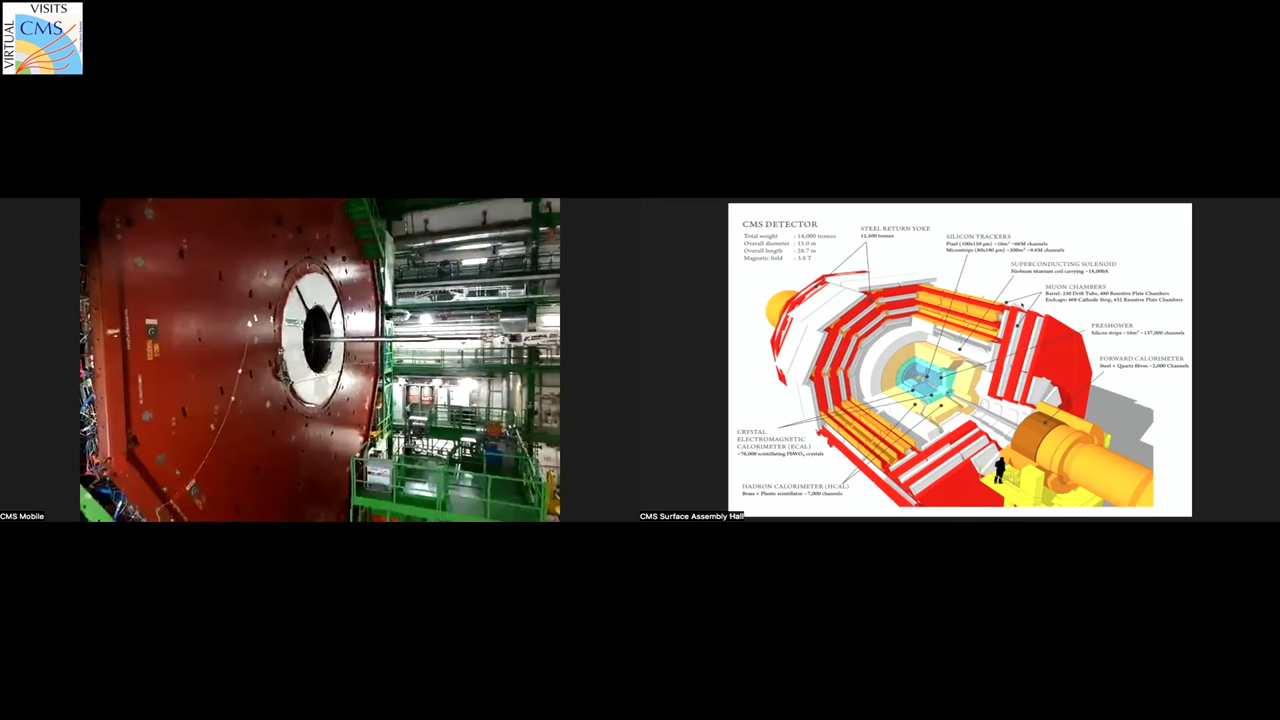 VISITS
CMS
VIRTUAL
CMS Mobile
CMS DETECTOR
Total weight : 14,000 tonnes
Overall diameter : 15.0 m
Overall length : 28.7 m
Magnetic field : 3.8 T
STEEL RETURN YOKE
12,500 tonnes
SILICON TRACKERS
Pixel (100x150 μm) ~16m² ~66M channels
Microstrips (80x180 μm) ~200m² ~9.6M channels
SUPERCONDUCTING SOLENOID
Niobium titanium coil carrying ~18,000A
MUON CHAMBERS
Barrel: 250 Drift Tube, 480 Resistive Plate Chambers
Endcaps: 468 Cathode Strip, 432 Resistive Plate Chambers
PRESHOWER
Silicon strips ~16m² ~137,000 channels
FORWARD CALORIMETER
Steel + Quartz fibres ~2,000 Channels
CRYSTAL
ELECTROMAGNETIC
CALORIMETER (ECAL)
~76,000 scintillating PbWO₄ crystals
HADRON CALORIMETER (HCAL)
Brass + Plastic scintillator ~7,000 channels
CMS Surface Assembly Hall